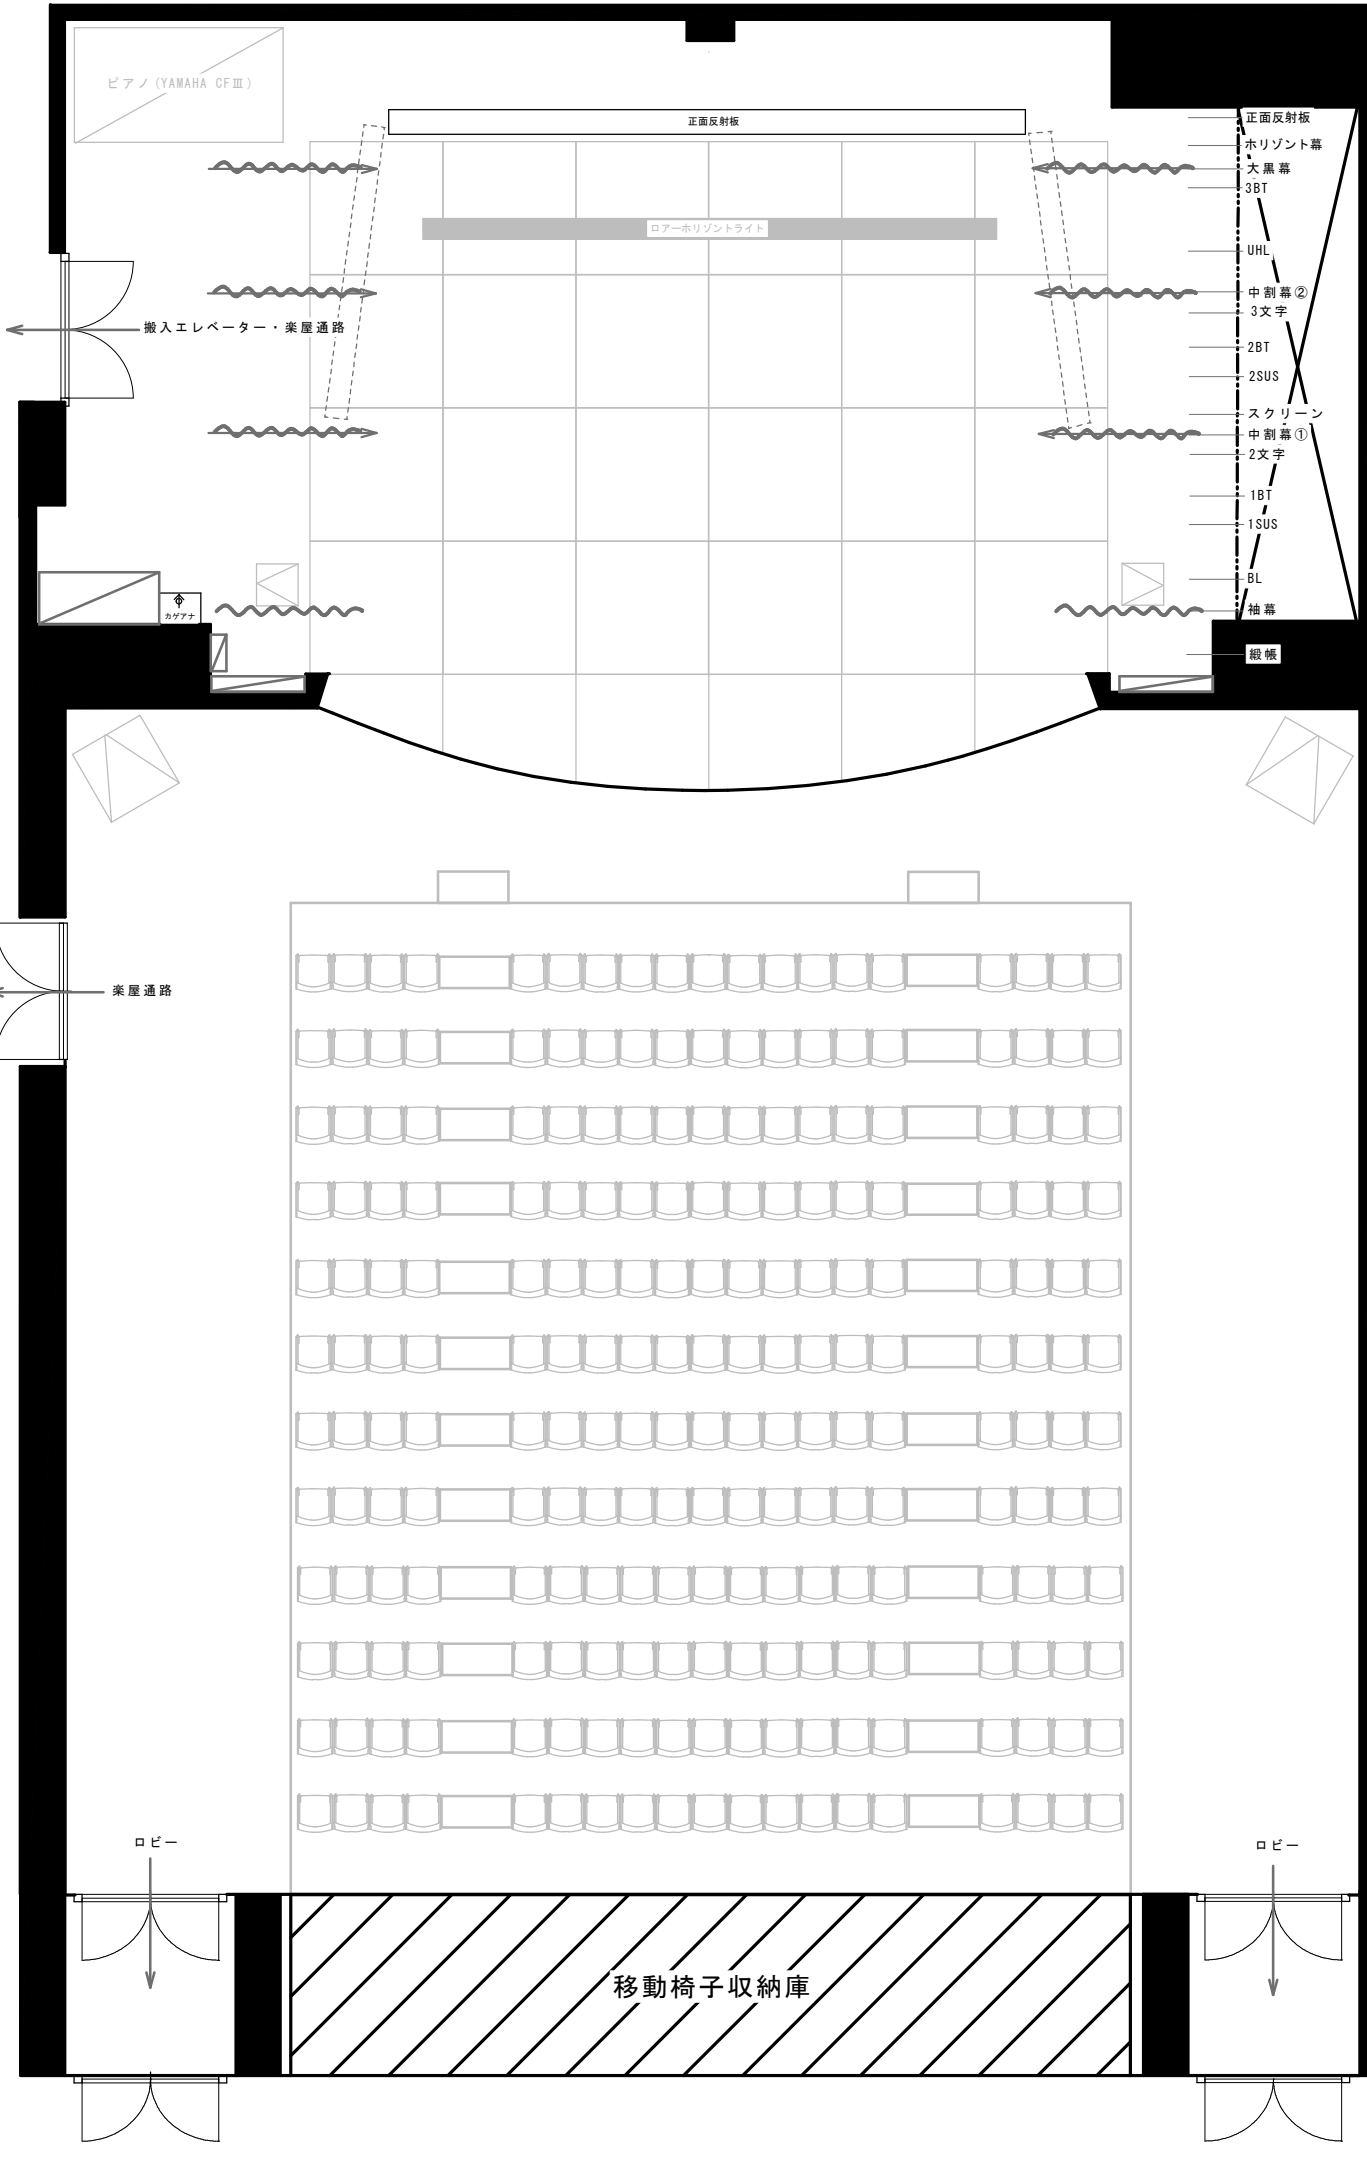 ピアノ(YAMAHA CFⅢ)
正面反射板
正面反射板
ホリゾント幕
大黒幕
3BT
ロアーホリゾントライト
UHL
中割幕②
3文字
搬入エレベーター・楽屋通路
2BT
2SUS
スクリーン
中割幕①
2文字
1BT
1SUS
BL
袖幕
カゲアナ
緞帳
楽屋通路
ロビー
ロビー
移動椅子収納庫